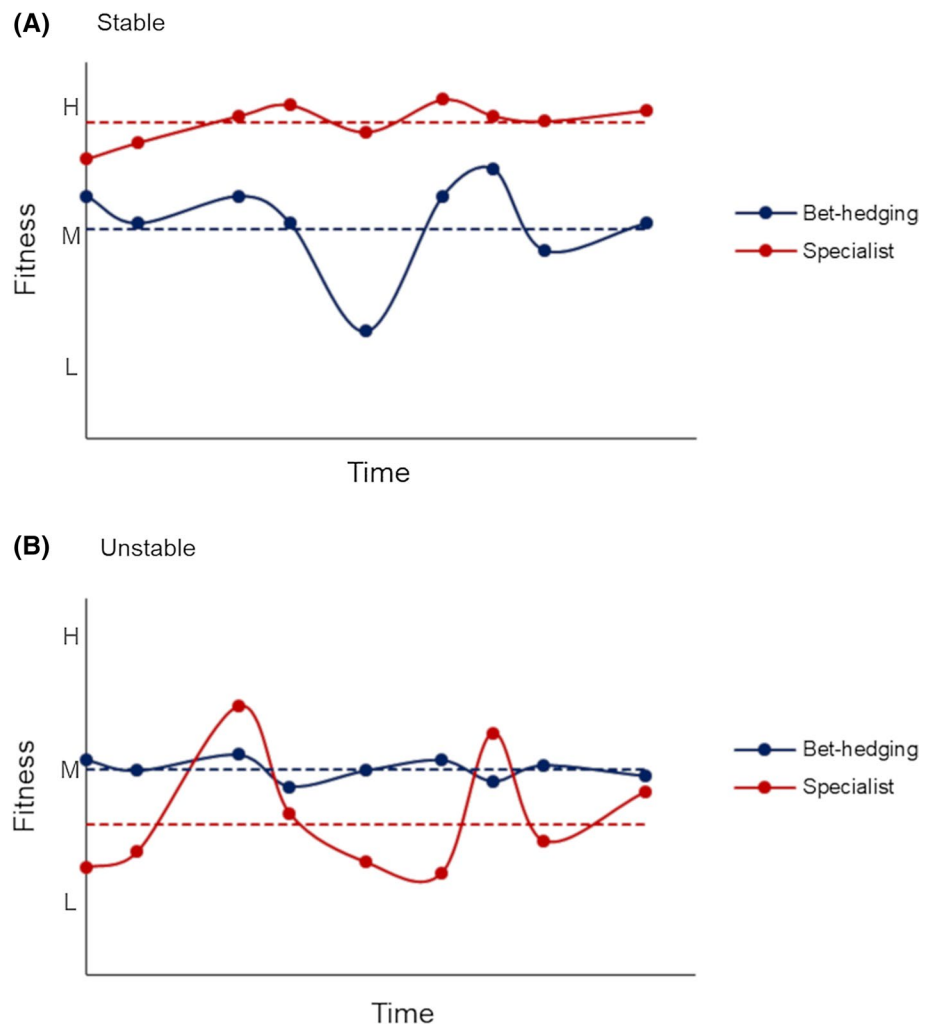 (A) Stable
H
M
L
Fitness
Time
Bet-hedging
Specialist
(B) Unstable
H
M
L
Fitness
Time
Bet-hedging
Specialist